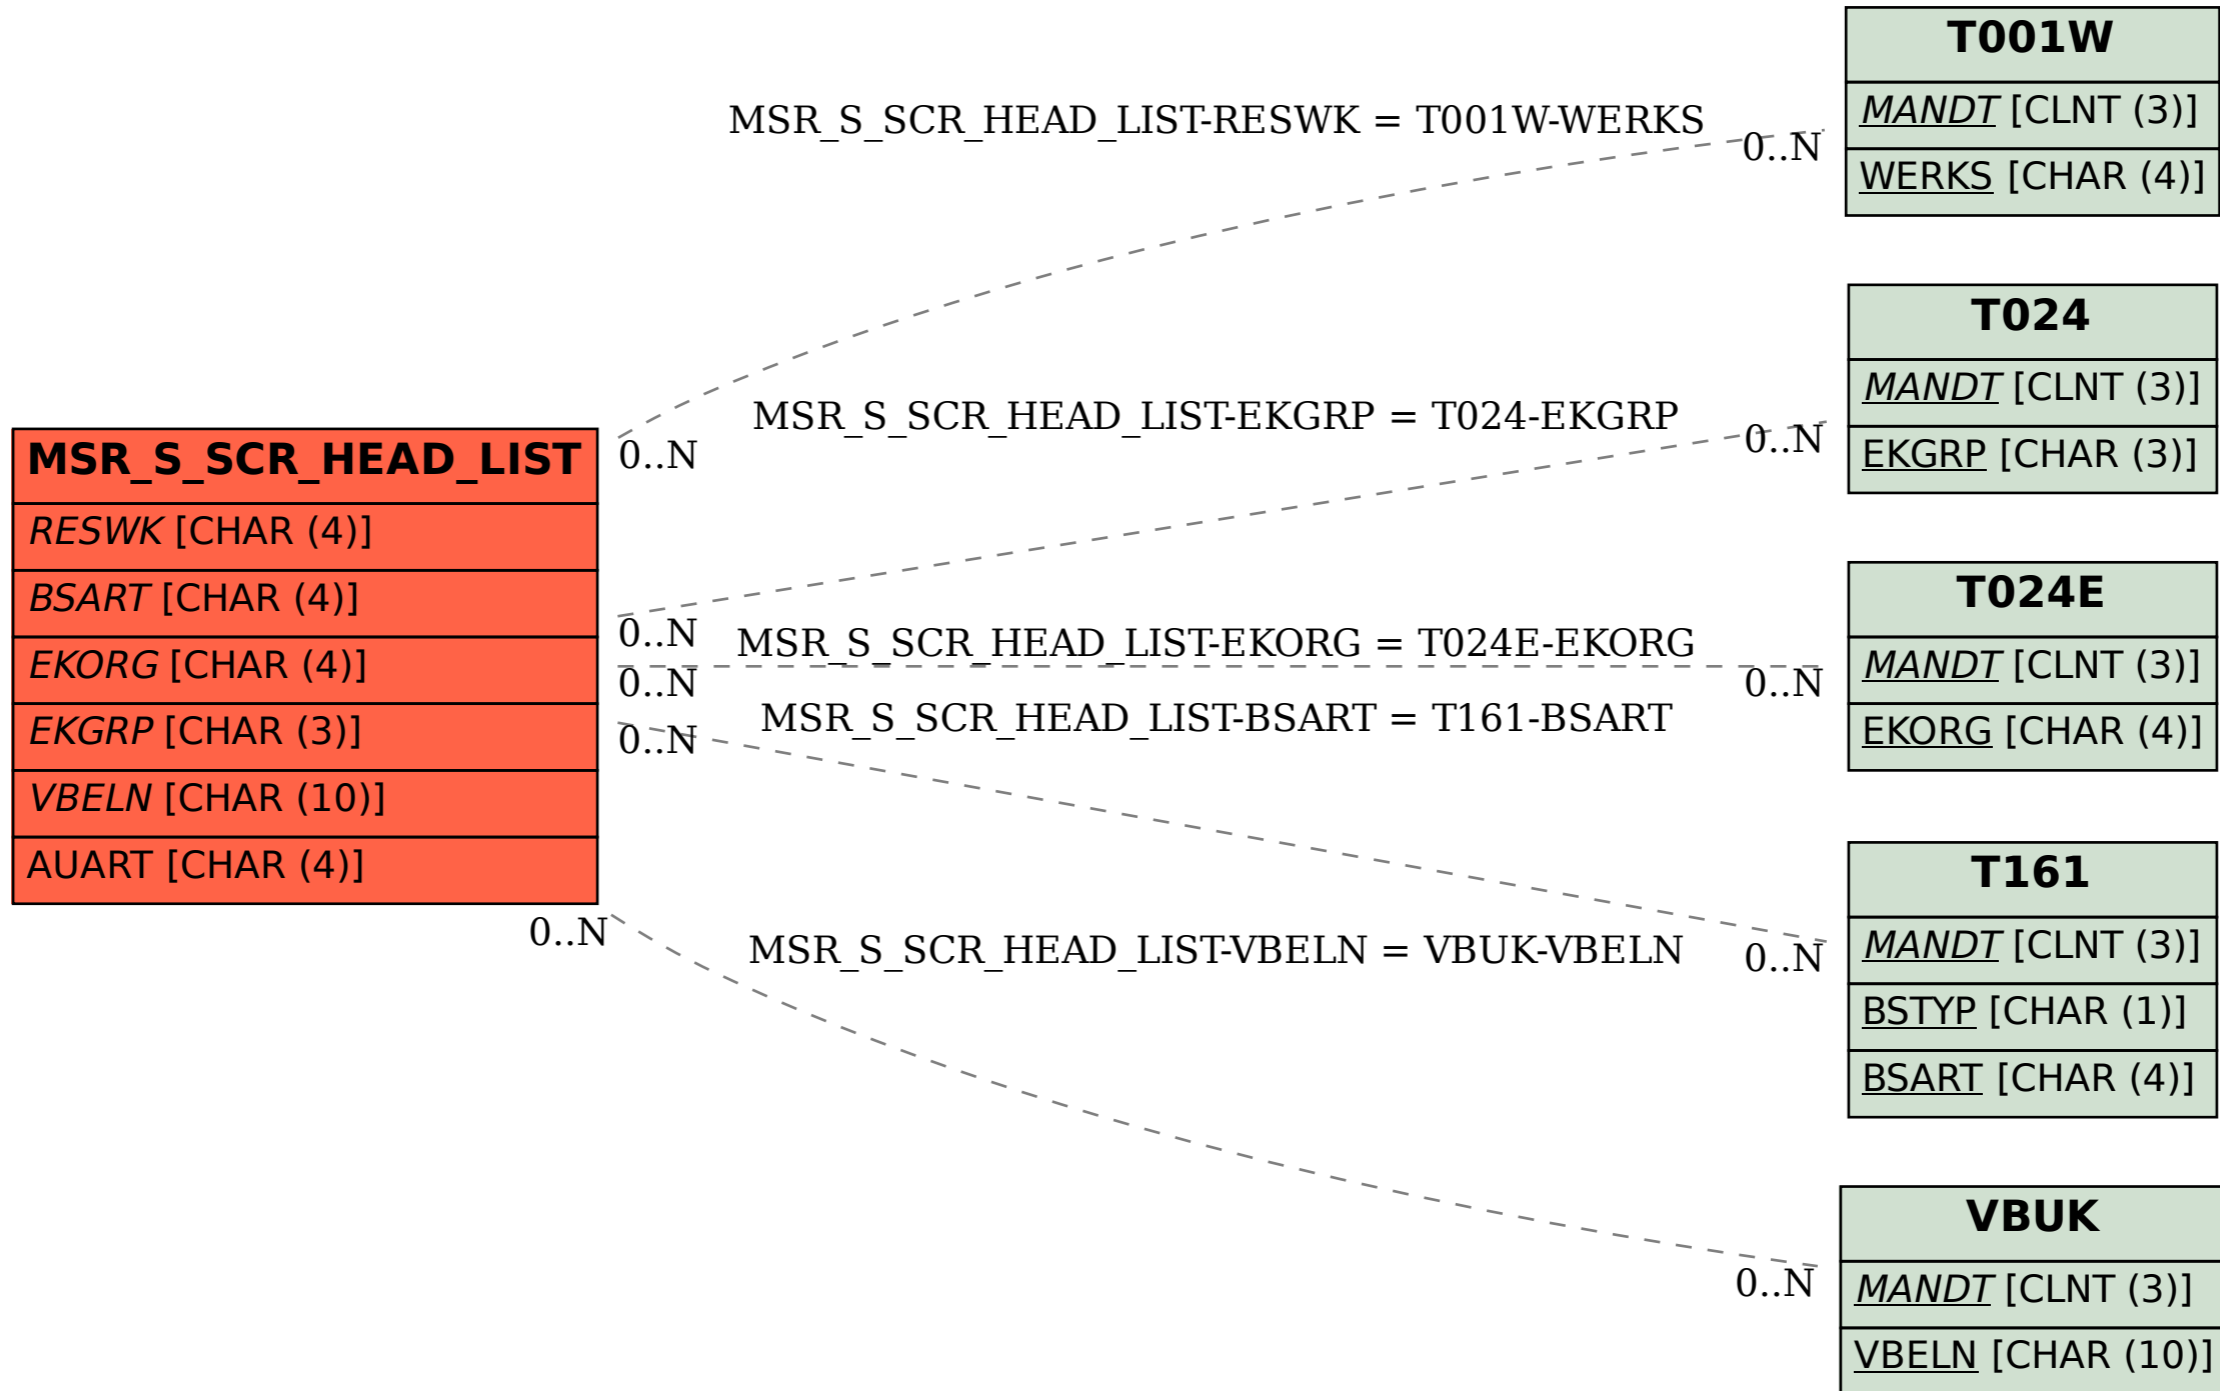 T001W
MANDT [CLNT (3)]
WERKS [CHAR (4)]
MSR_S_SCR_HEAD_LIST-RESWK = T001W-WERKS
0..N
0..N
T024
MANDT [CLNT (3)]
EKGRP [CHAR (3)]
MSR_S_SCR_HEAD_LIST-EKGRP = T024-EKGRP
0..N
0..N
MSR_S_SCR_HEAD_LIST
RESWK [CHAR (4)]
BSART [CHAR (4)]
EKORG [CHAR (4)]
EKGRP [CHAR (3)]
VBELN [CHAR (10)]
AUART [CHAR (4)]
MSR_S_SCR_HEAD_LIST-EKORG = T024E-EKORG
0..N
0..N
T024E
MANDT [CLNT (3)]
EKORG [CHAR (4)]
MSR_S_SCR_HEAD_LIST-BSART = T161-BSART
0..N
0..N
T161
MANDT [CLNT (3)]
BSTYP [CHAR (1)]
BSART [CHAR (4)]
MSR_S_SCR_HEAD_LIST-VBELN = VBUK-VBELN
0..N
0..N
VBUK
MANDT [CLNT (3)]
VBELN [CHAR (10)]